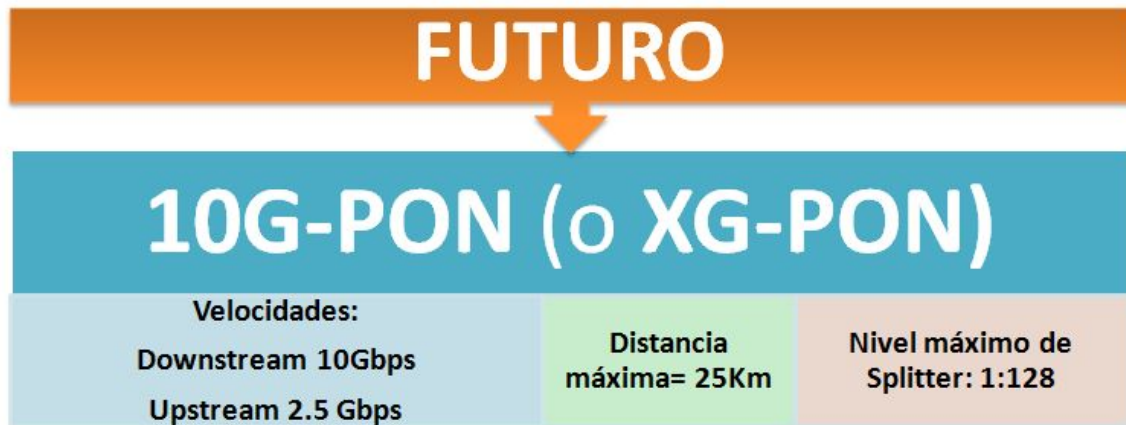 FUTURO
10G-PON (o XG-PON)
Velocidades:
Downstream 10Gbps
Upstream 2.5 Gbps
Distancia
máxima= 25Km
Nivel máximo de
Splitter: 1:128